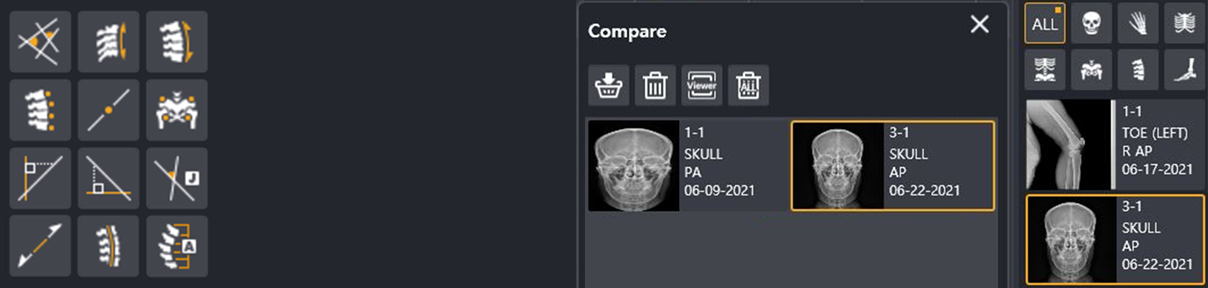 J
A
Compare
Viewer
ALL
1-1
SKULL
PA
06-09-2021
3-1
SKULL
AP
06-22-2021
ALL
1-1
TOE (LEFT)
R AP
06-17-2021
3-1
SKULL
AP
06-22-2021